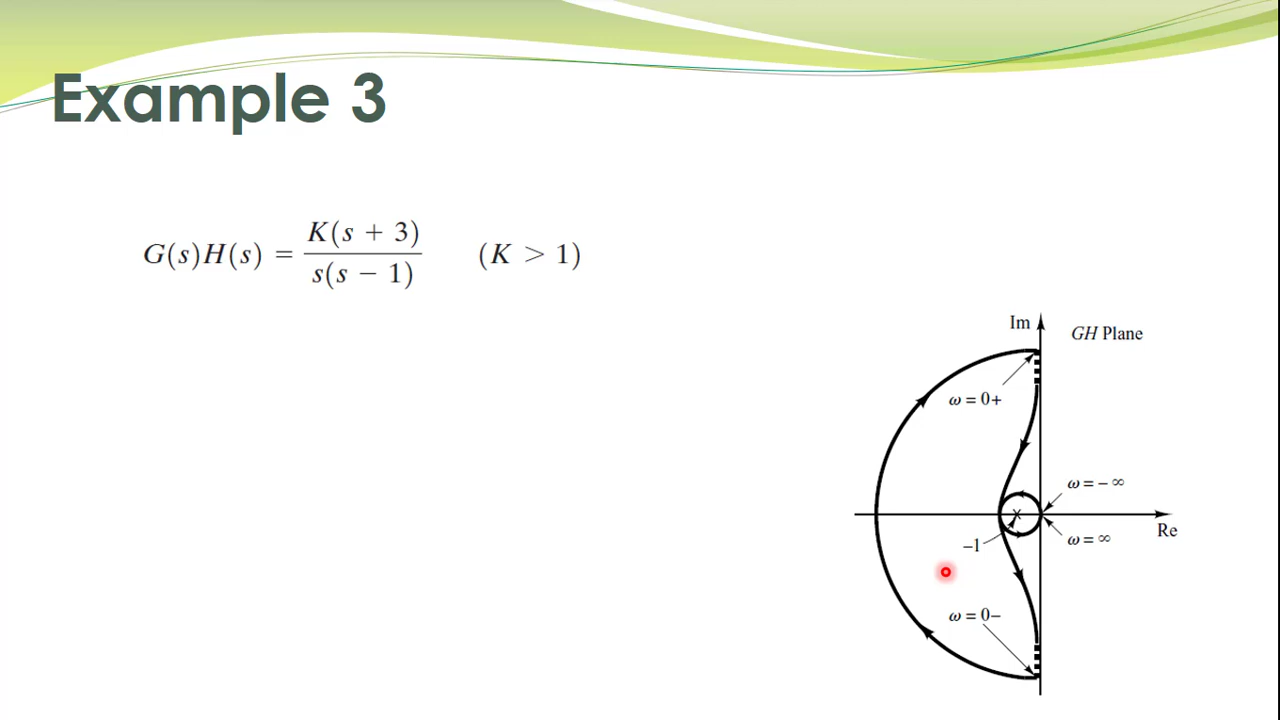 Example 3
G(s)H(s) = K(s + 3) / s(s − 1) (K > 1)
Im
GH Plane
ω = 0+
ω = − ∞
Re
−1
ω = ∞
ω = 0−